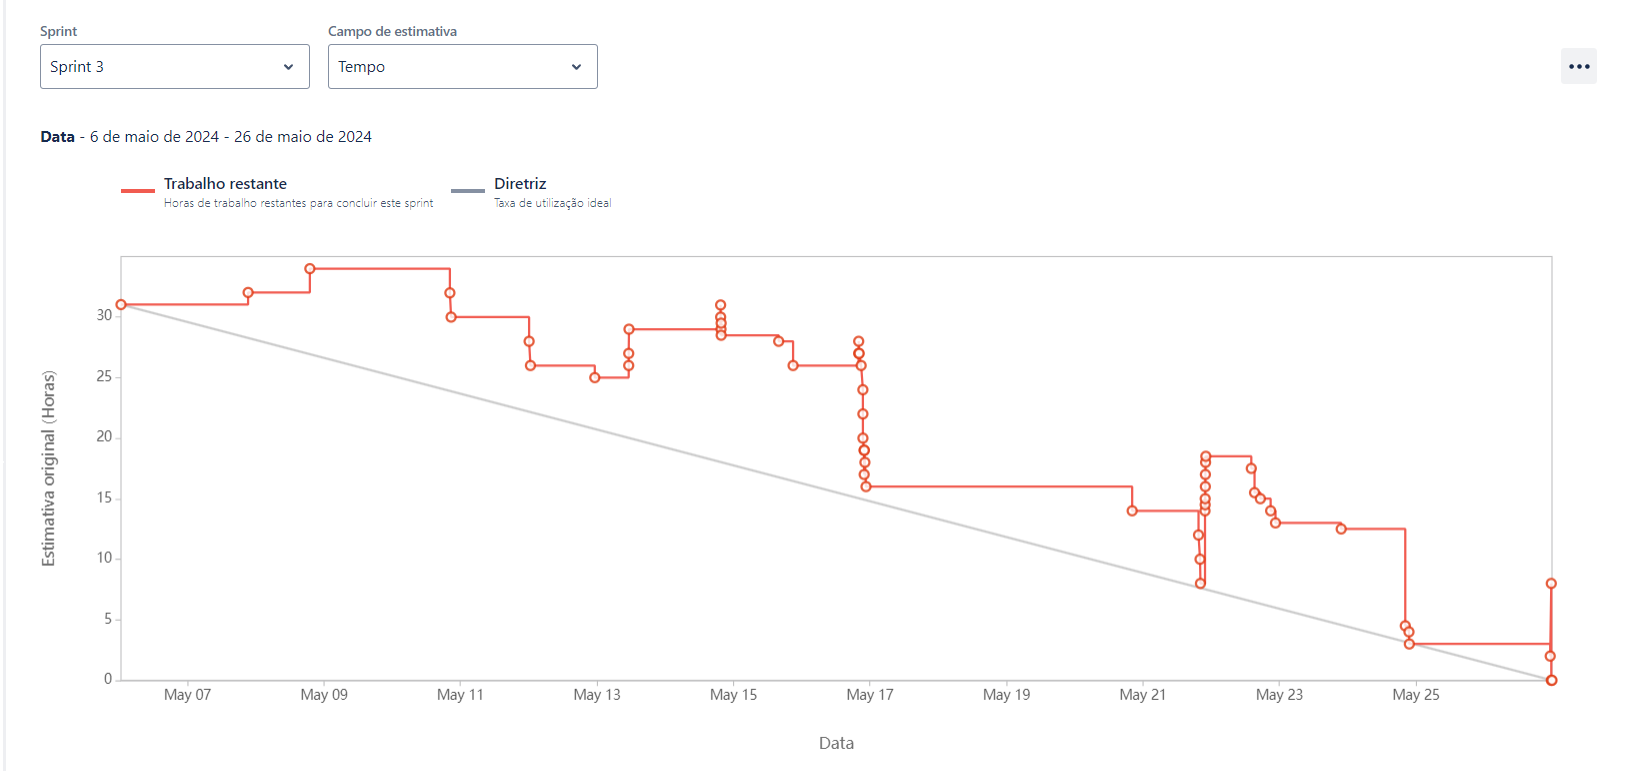 Sprint
Campo de estimativa
Sprint 3
Tempo
Data - 6 de maio de 2024 - 26 de maio de 2024
Trabalho restante
Horas de trabalho restantes para concluir este sprint
Diretriz
Taxa de utilização ideal
Estimativa original (Horas)
30
25
20
15
10
5
0
May 07
May 09
May 11
May 13
May 15
May 17
May 19
May 21
May 23
May 25
Data